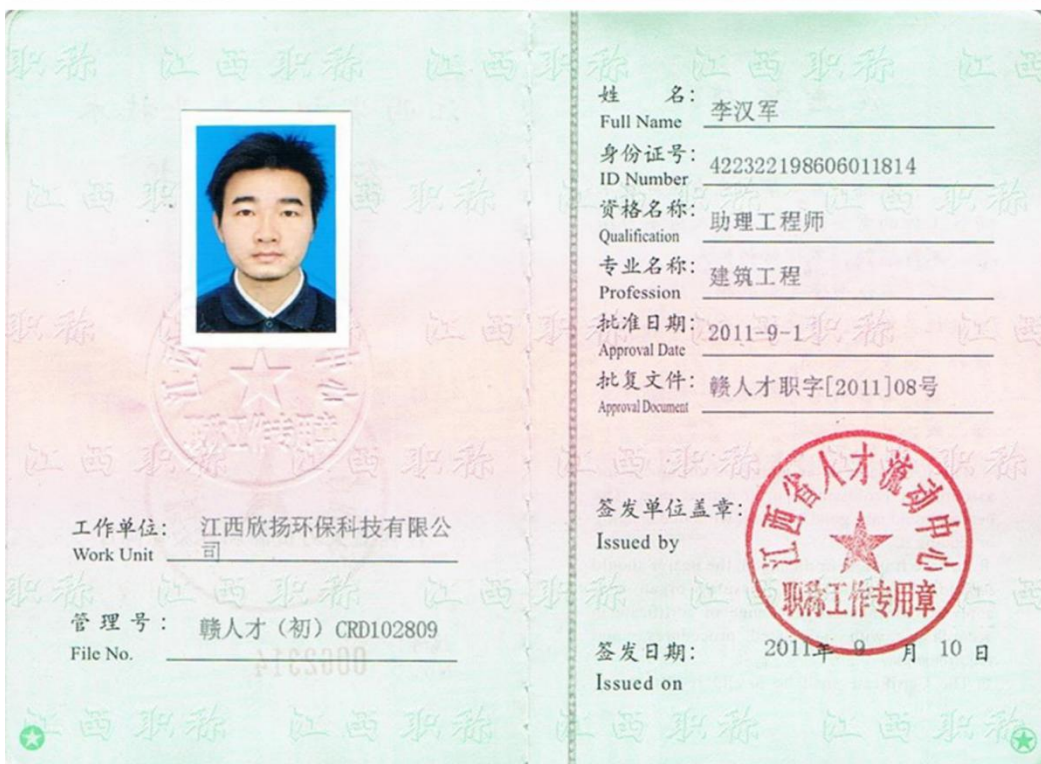 工作单位:
Work Unit
江西欣扬环保科技有限公
司
管 理 号:
File No.
赣人才（初）CRD102809
姓 名:
Full Name
李汉军
身份证号:
ID Number
422322198606011814
资格名称:
Qualification
助理工程师
专业名称:
Profession
建筑工程
批准日期:
Approval Date
2011-9-1
批复文件:
Approval Document
赣人才职字[2011]08号
签发单位盖章:
Issued by
江西省人才流动中心
职称工作专用章
签发日期:
Issued on
2011年 9 月 10 日
江西职称